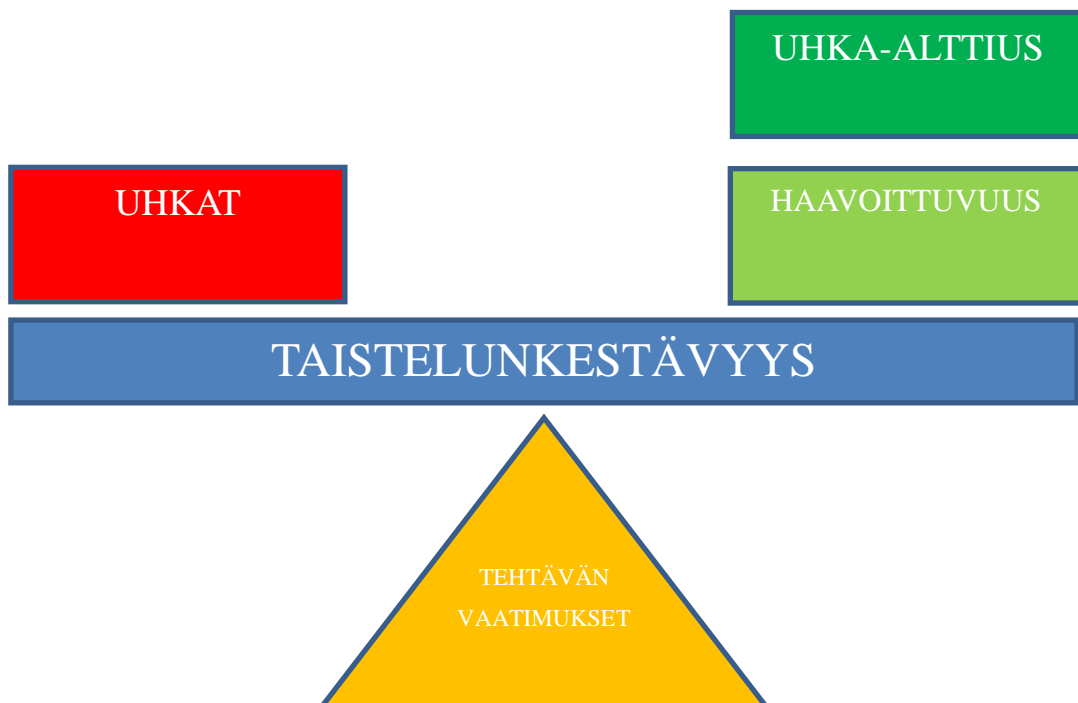 UHKA-ALTTIUS
UHKAT
HAAVOITTUVUUS
TAISTELUNKESTÄVYYS
TEHTÄVÄN
VAATIMUKSET